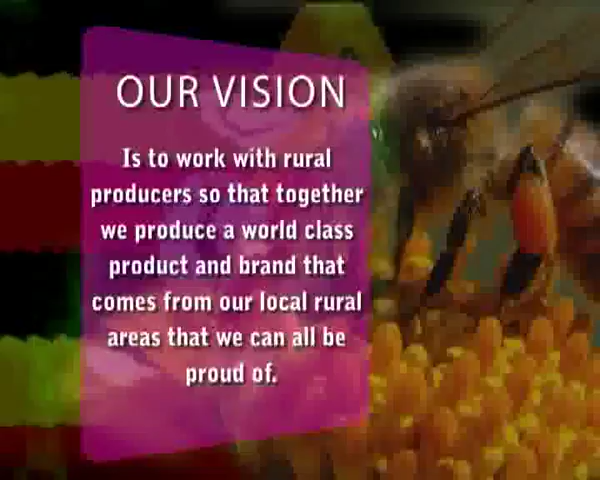 OUR VISION
Is to work with rural
producers so that together
we produce a world class
product and brand that
comes from our local rural
areas that we can all be
proud of.